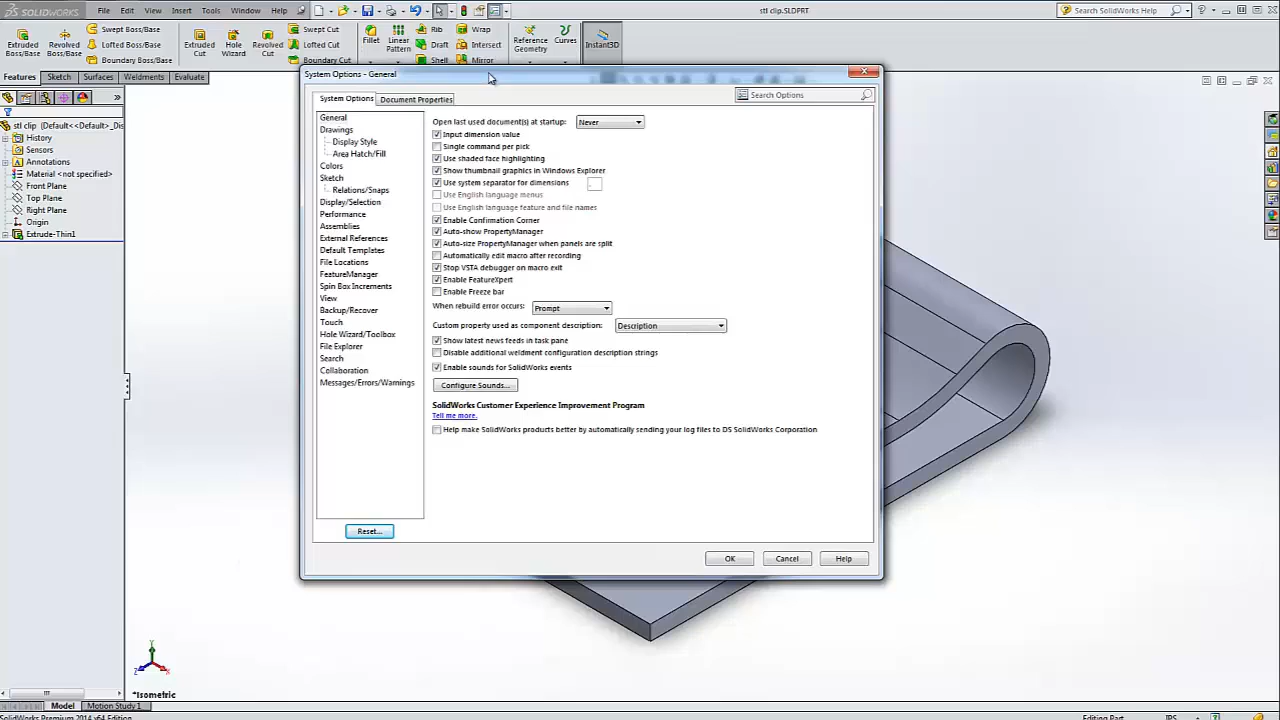 SOLIDWORKS File Edit View Insert Tools Window Help stl clip.SLDPRT Search SolidWorks Help
Extruded Boss/Base Revolved Boss/Base Swept Boss/Base Lofted Boss/Base Boundary Boss/Base Extruded Cut Hole Wizard Revolved Cut Swept Cut Lofted Cut Boundary Cut Fillet Linear Pattern Rib Draft Shell Wrap Intersect Mirror Reference Geometry Curves Instant3D
Features Sketch Surfaces Weldments Evaluate
stl clip (Default<<Default>_Dis
History
Sensors
Annotations
Material <not specified>
Front Plane
Top Plane
Right Plane
Origin
Extrude-Thin1
System Options - General
System Options Document Properties Search Options
General
Drawings
Display Style
Area Hatch/Fill
Colors
Sketch
Relations/Snaps
Display/Selection
Performance
Assemblies
External References
Default Templates
File Locations
FeatureManager
Spin Box Increments
View
Backup/Recover
Touch
Hole Wizard/Toolbox
File Explorer
Search
Collaboration
Messages/Errors/Warnings
Reset...
Open last used document(s) at startup: Never
Input dimension value
Single command per pick
Use shaded face highlighting
Show thumbnail graphics in Windows Explorer
Use system separator for dimensions .
Use English language menus
Use English language feature and file names
Enable Confirmation Corner
Auto-show PropertyManager
Auto-size PropertyManager when panels are split
Automatically edit macro after recording
Stop VSTA debugger on macro exit
Enable FeatureXpert
Enable Freeze bar
When rebuild error occurs: Prompt
Custom property used as component description: Description
Show latest news feeds in task pane
Disable additional weldment configuration description strings
Enable sounds for SolidWorks events
Configure Sounds...
SolidWorks Customer Experience Improvement Program
Tell me more.
Help make SolidWorks products better by automatically sending your log files to DS SolidWorks Corporation
OK Cancel Help
Y
Z X
*Isometric
Model Motion Study 1
SolidWorks Premium 2014 x64 Edition Editing Part IPS